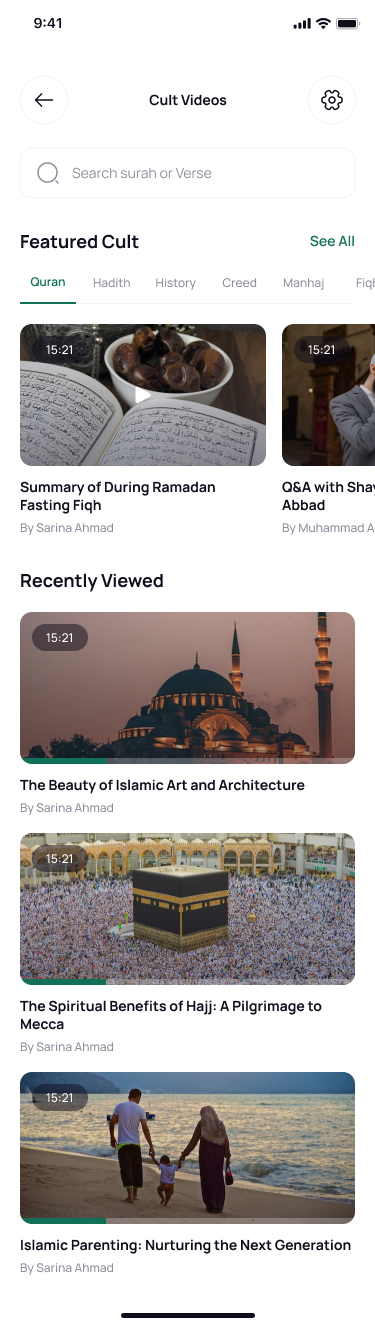 9:41
Cult Videos
Search surah or Verse
Featured Cult
See All
Quran
Hadith
History
Creed
Manhaj
15:21
15:21
Summary of During Ramadan
Fasting Fiqh
By Sarina Ahmad
Q&A with
Abbad
By Muhammad
Recently Viewed
15:21
The Beauty of Islamic Art and Architecture
By Sarina Ahmad
15:21
The Spiritual Benefits of Hajj: A Pilgrimage to
Mecca
By Sarina Ahmad
15:21
Islamic Parenting: Nurturing the Next Generation
By Sarina Ahmad